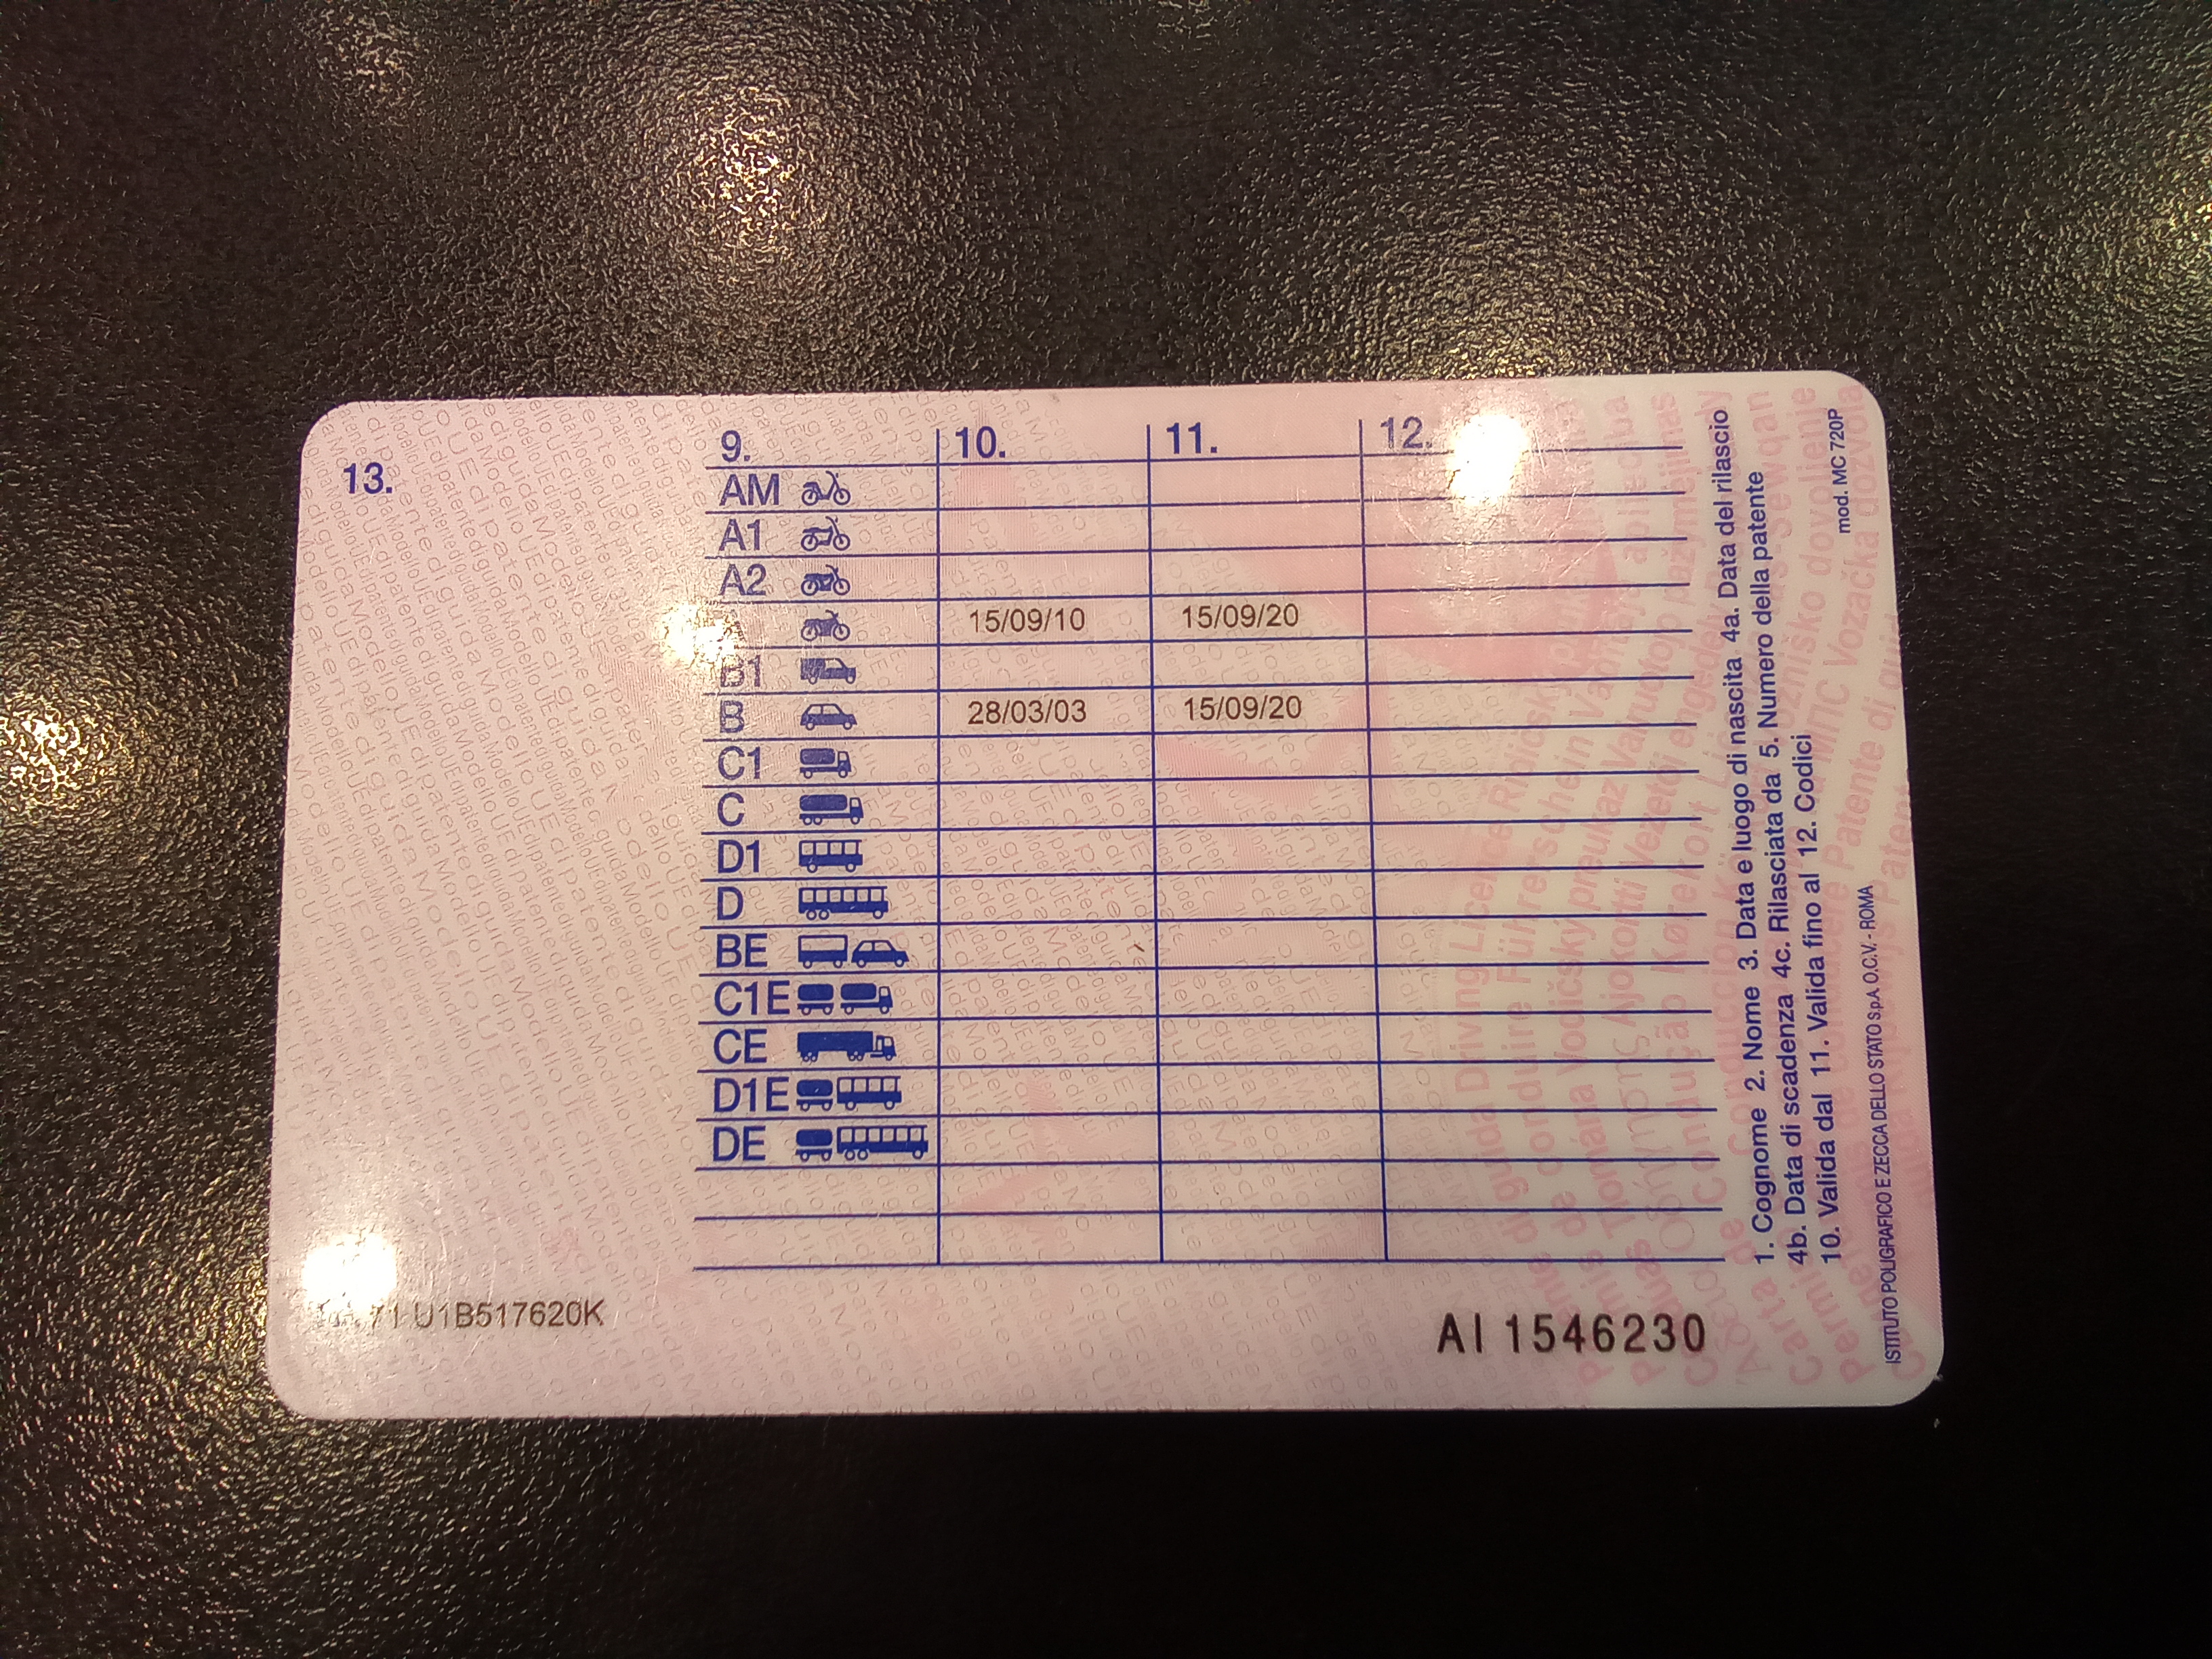 13.
9. 10. 11. 12.
AM
A1
A2
A 15/09/10 15/09/20
B1
B 28/03/03 15/09/20
C1
C
D1
D
BE
C1E
CE
D1E
DE
U1B517620K
AI 1546230
1. Cognome 2. Nome 3. Data e luogo di nascita 4a. Data del rilascio
4b. Data di scadenza 4c. Rilasciata da 5. Numero della patente
10. Valida dal 11. Valida fino al 12. Codici
mod. MC 720P
ISTITUTO POLIGRAFICO E ZECCA DELLO STATO S.p.A. O.C.V. - ROMA